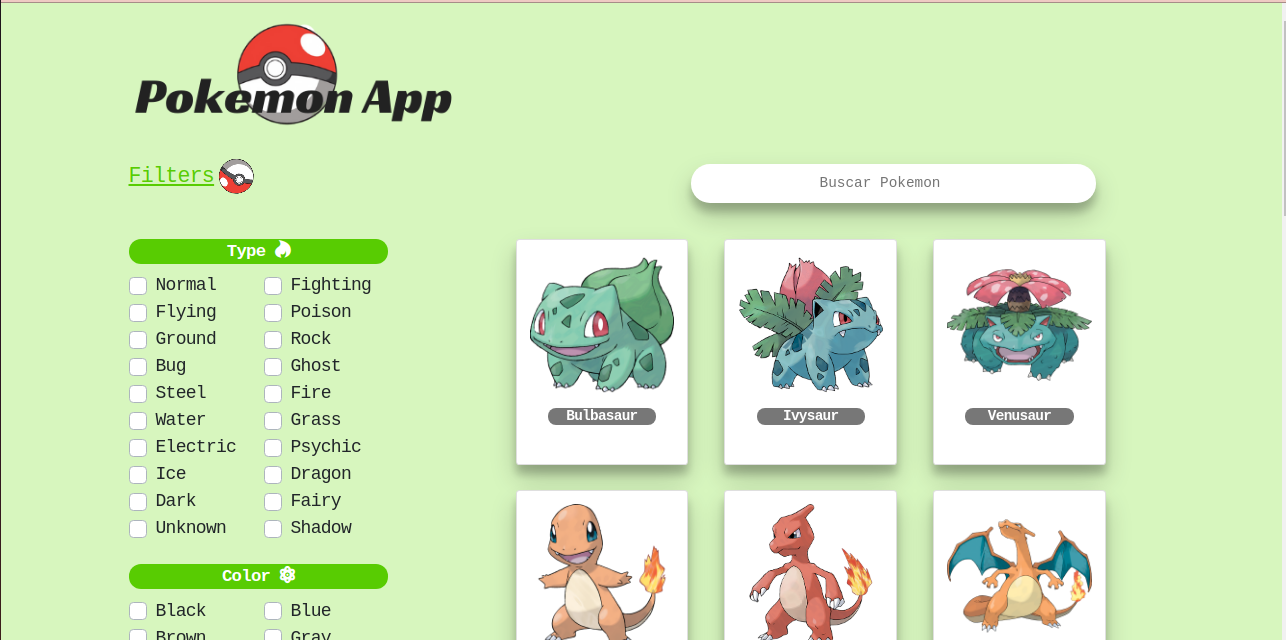 Pokemon App
Filters
Buscar Pokemon
Type
Normal Fighting
Flying Poison
Ground Rock
Bug Ghost
Steel Fire
Water Grass
Electric Psychic
Ice Dragon
Dark Fairy
Unknown Shadow
Color
Black Blue
Brown Gray
Bulbasaur Ivysaur Venusaur